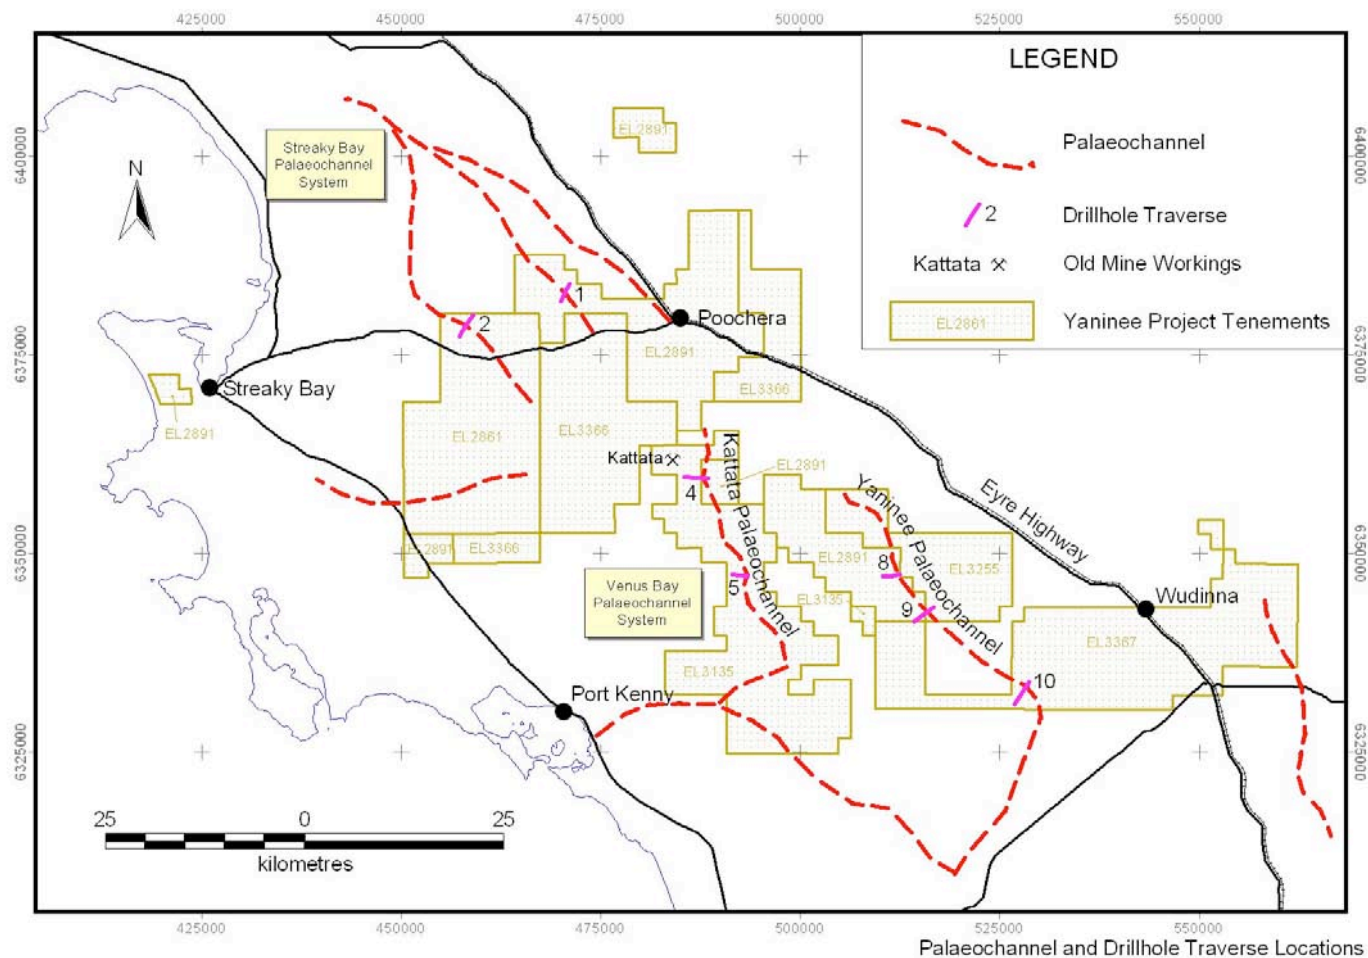 425000 450000 475000 500000 525000 550000
LEGEND
Palaeochannel
2 Drillhole Traverse
Kattata Old Mine Workings
EL2861 Yaninee Project Tenements
6400000
6400000
6375000
6375000
6350000
6350000
6325000
6325000
N
Streaky Bay
Palaeochannel
System
EL2891
1
2
Poochera
EL2891
EL3366
Streaky Bay
EL2891
EL2861
EL3366
Kattata
4
EL2891
Kattata Palaeochannel
Yaninee Palaeochannel
Eyre Highway
EL2891
EL3366
EL2891
8
EL3255
5
Venus Bay
Palaeochannel
System
EL3135
9
Wudinna
EL3367
EL3135
10
Port Kenny
25 0 25
kilometres
425000 450000 475000 500000 525000 550000
Palaeochannel and Drillhole Traverse Locations